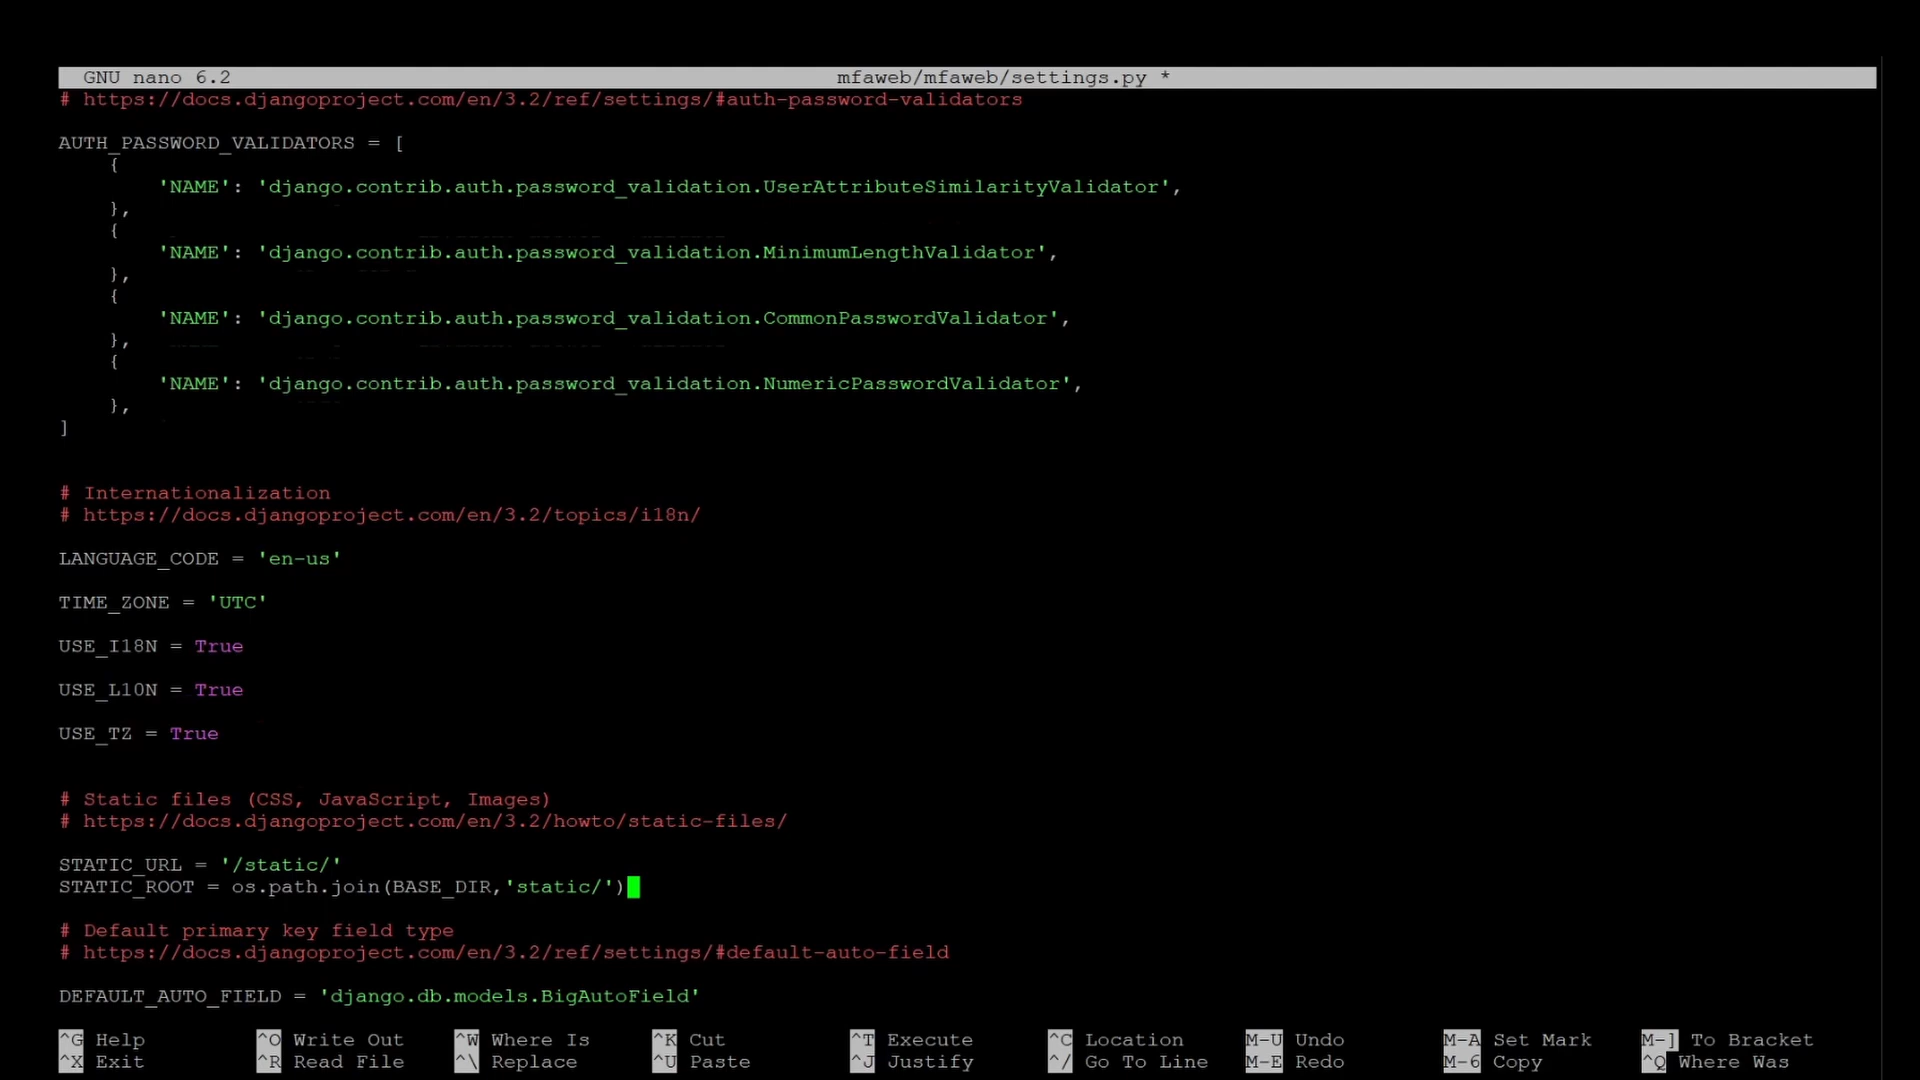 GNU nano 6.2 mfaweb/mfaweb/settings.py *
# https://docs.djangoproject.com/en/3.2/ref/settings/#auth-password-validators
AUTH_PASSWORD_VALIDATORS = [
    {
        'NAME': 'django.contrib.auth.password_validation.UserAttributeSimilarityValidator',
    },
    {
        'NAME': 'django.contrib.auth.password_validation.MinimumLengthValidator',
    },
    {
        'NAME': 'django.contrib.auth.password_validation.CommonPasswordValidator',
    },
    {
        'NAME': 'django.contrib.auth.password_validation.NumericPasswordValidator',
    },
]
# Internationalization
# https://docs.djangoproject.com/en/3.2/topics/i18n/
LANGUAGE_CODE = 'en-us'
TIME_ZONE = 'UTC'
USE_I18N = True
USE_L10N = True
USE_TZ = True
# Static files (CSS, JavaScript, Images)
# https://docs.djangoproject.com/en/3.2/howto/static-files/
STATIC_URL = '/static/'
STATIC_ROOT = os.path.join(BASE_DIR,'static/')
# Default primary key field type
# https://docs.djangoproject.com/en/3.2/ref/settings/#default-auto-field
DEFAULT_AUTO_FIELD = 'django.db.models.BigAutoField'
^G Help ^O Write Out ^W Where Is ^K Cut ^T Execute ^C Location M-U Undo M-A Set Mark M-] To Bracket
^X Exit ^R Read File ^\ Replace ^U Paste ^J Justify ^/ Go To Line M-E Redo M-6 Copy ^Q Where Was